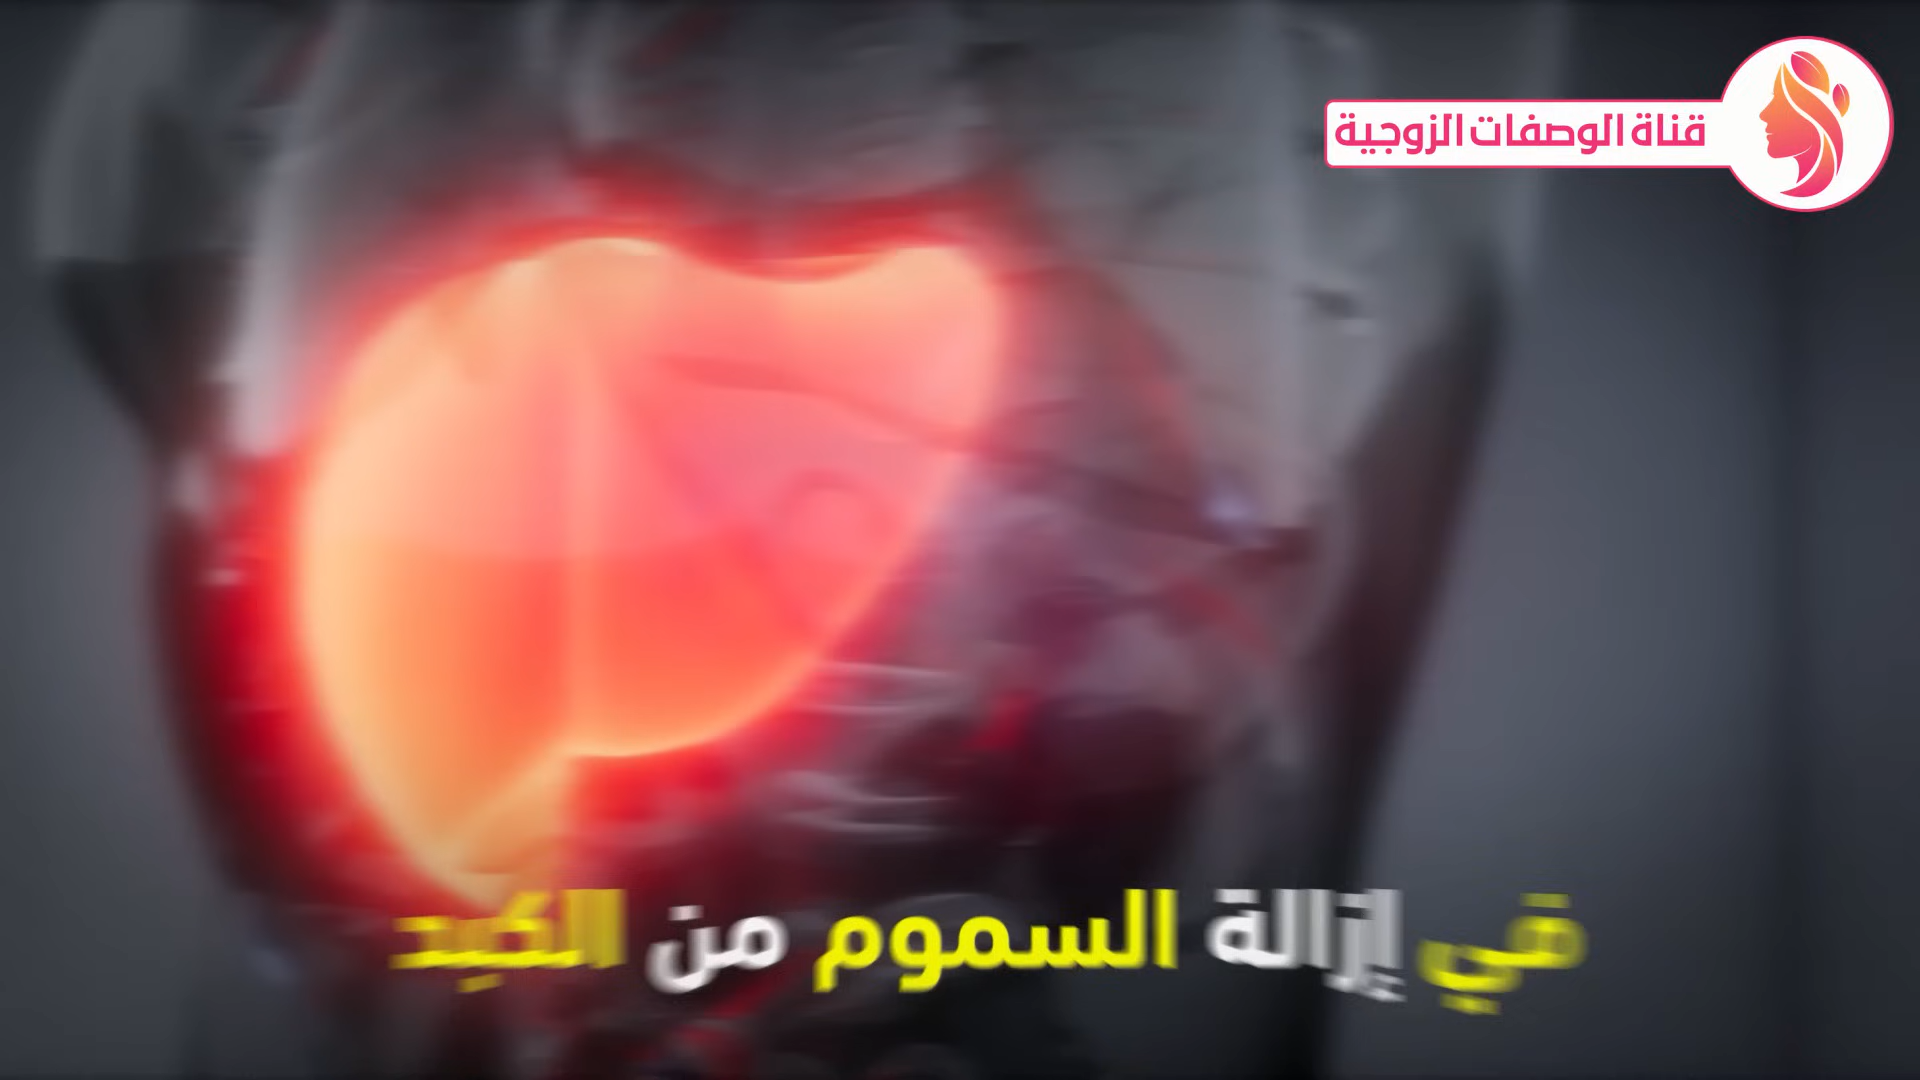 قناة الوصفات الزوجية
في إزالة السموم من الكبد